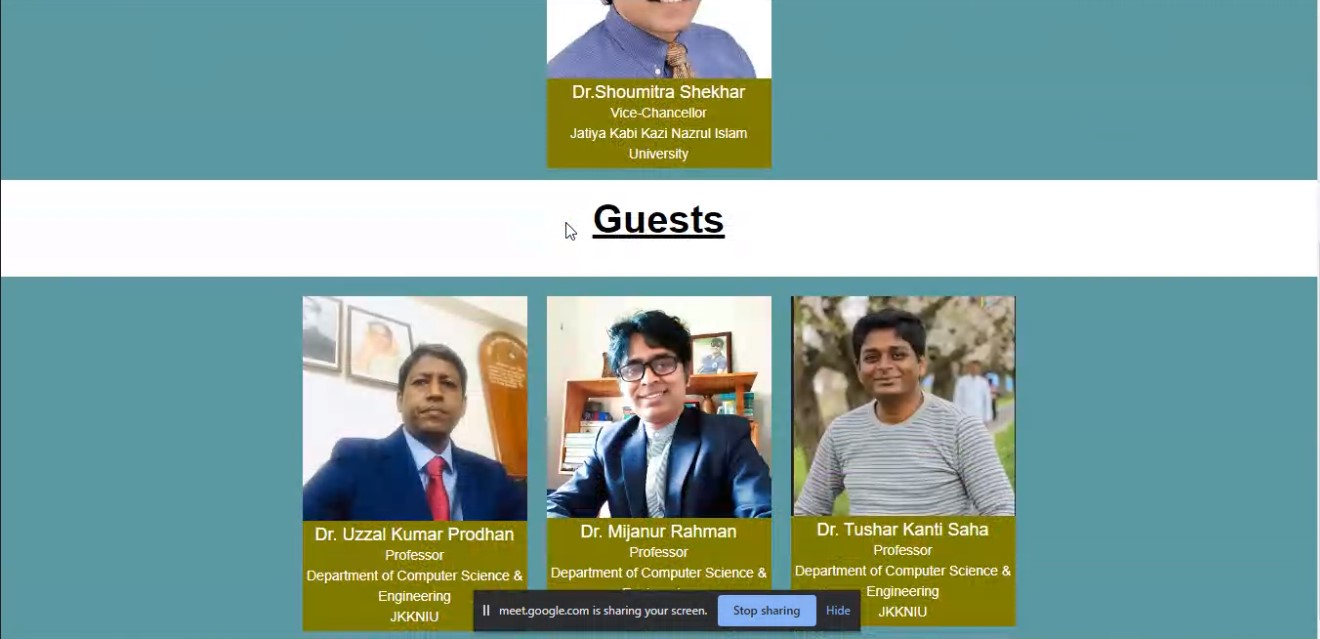 Dr.Shoumitra Shekhar
Vice-Chancellor
Jatiya Kabi Kazi Nazrul Islam
University
Guests
Dr. Uzzal Kumar Prodhan
Professor
Department of Computer Science &
Engineering
JKKNIU
Dr. Mijanur Rahman
Professor
Department of Computer Science &
Dr. Tushar Kanti Saha
Professor
Department of Computer Science &
Engineering
JKKNIU
meet.google.com is sharing your screen.
Stop sharing
Hide